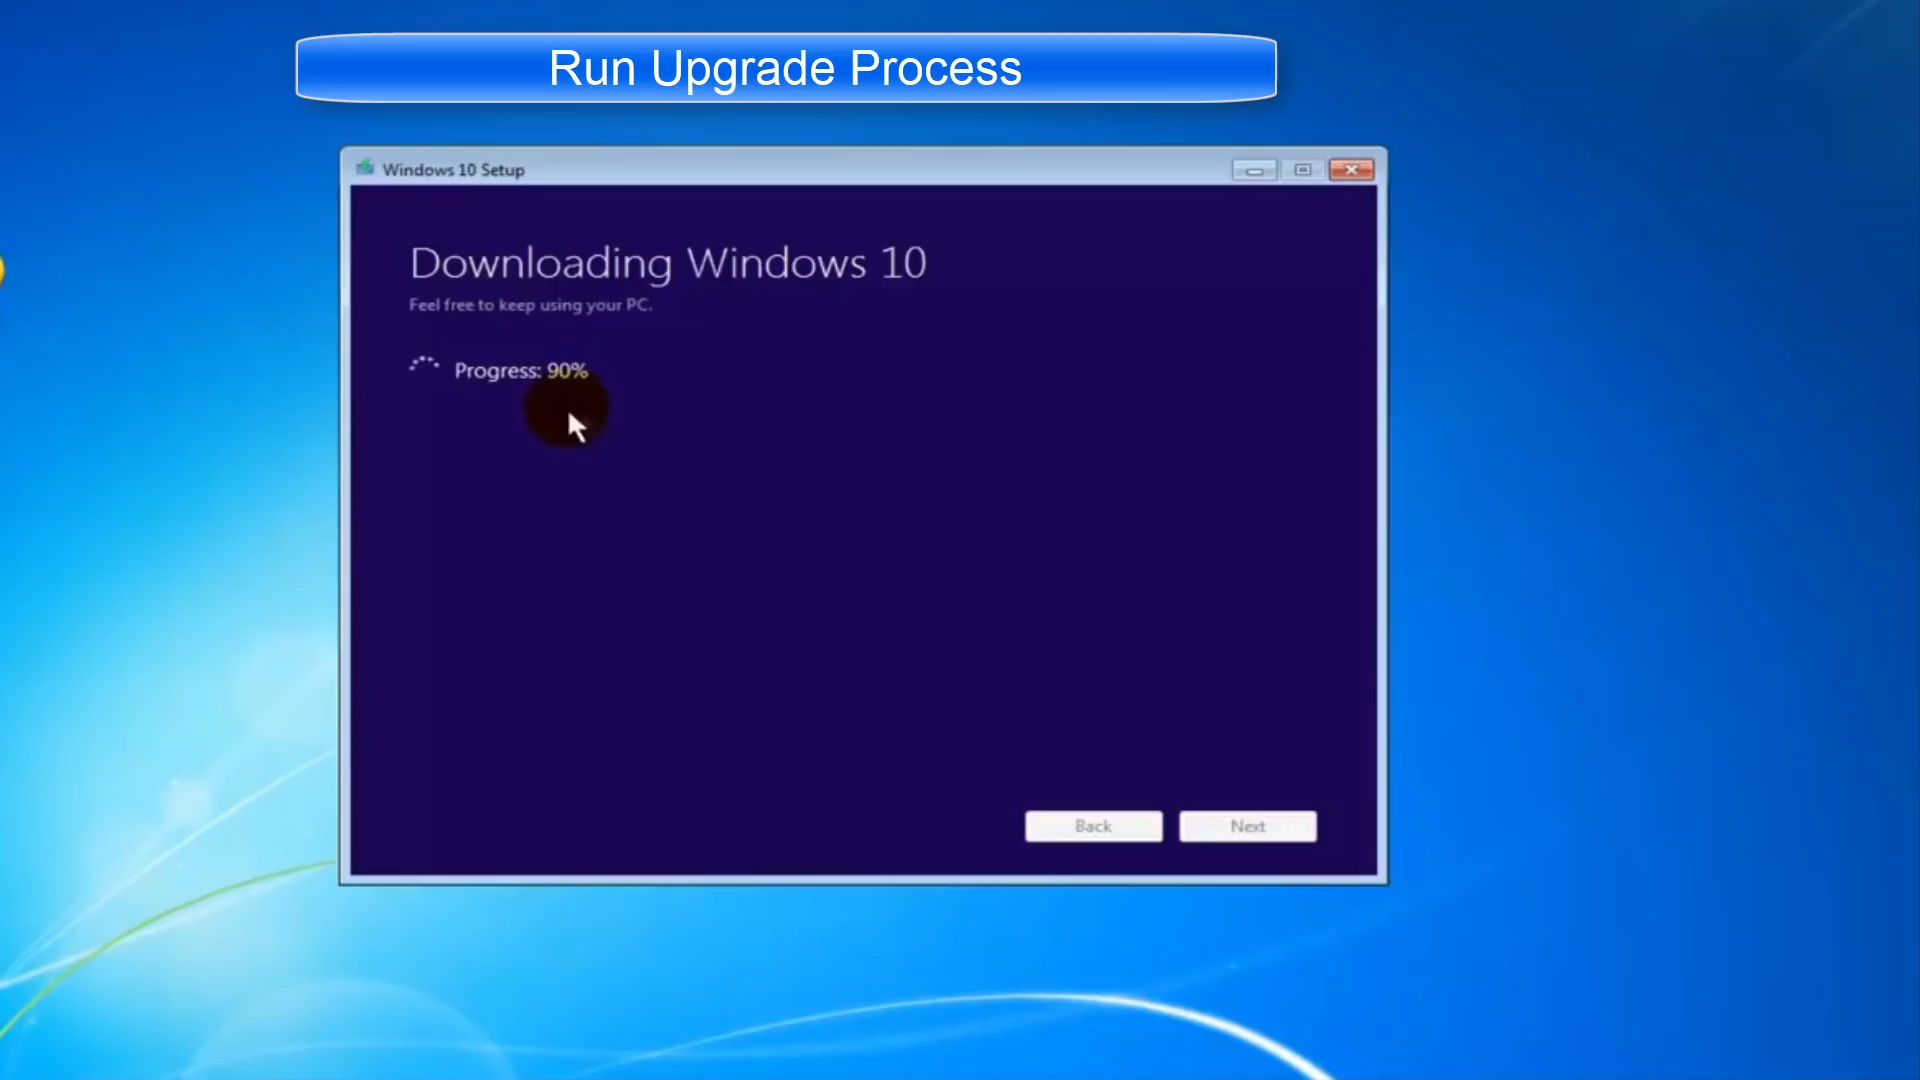 Run Upgrade Process
Windows 10 Setup
Downloading Windows 10
Feel free to keep using your PC.
Progress: 90%
Back
Next